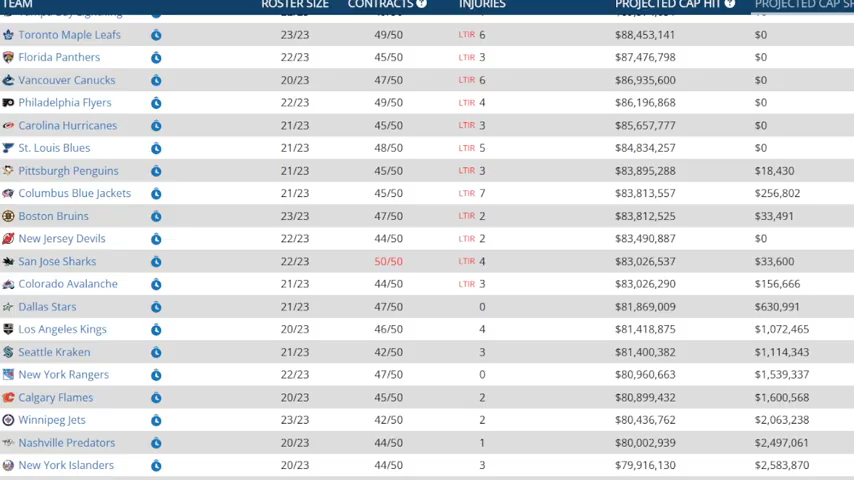 TEAM ROSTER SIZE CONTRACTS ? INJURIES PROJECTED CAP HIT ? PROJECTED CAP
Toronto Maple Leafs 23/23 49/50 LTIR 6 $88,453,141 $0
Florida Panthers 22/23 45/50 LTIR 3 $87,476,798 $0
Vancouver Canucks 20/23 47/50 LTIR 6 $86,935,600 $0
Philadelphia Flyers 22/23 49/50 LTIR 4 $86,196,868 $0
Carolina Hurricanes 21/23 45/50 LTIR 3 $85,657,777 $0
St. Louis Blues 21/23 48/50 LTIR 5 $84,834,257 $0
Pittsburgh Penguins 21/23 45/50 LTIR 3 $83,895,288 $18,430
Columbus Blue Jackets 21/23 45/50 LTIR 7 $83,813,557 $256,802
Boston Bruins 23/23 47/50 LTIR 2 $83,812,525 $33,491
New Jersey Devils 22/23 44/50 LTIR 2 $83,490,887 $0
San Jose Sharks 22/23 50/50 LTIR 4 $83,026,537 $33,600
Colorado Avalanche 21/23 44/50 LTIR 3 $83,026,290 $156,666
Dallas Stars 21/23 47/50 0 $81,869,009 $630,991
Los Angeles Kings 20/23 46/50 4 $81,418,875 $1,072,465
Seattle Kraken 21/23 42/50 3 $81,400,382 $1,114,343
New York Rangers 22/23 47/50 0 $80,960,663 $1,539,337
Calgary Flames 20/23 45/50 2 $80,899,432 $1,600,568
Winnipeg Jets 23/23 42/50 2 $80,436,762 $2,063,238
Nashville Predators 20/23 44/50 1 $80,002,939 $2,497,061
New York Islanders 20/23 44/50 3 $79,916,130 $2,583,870